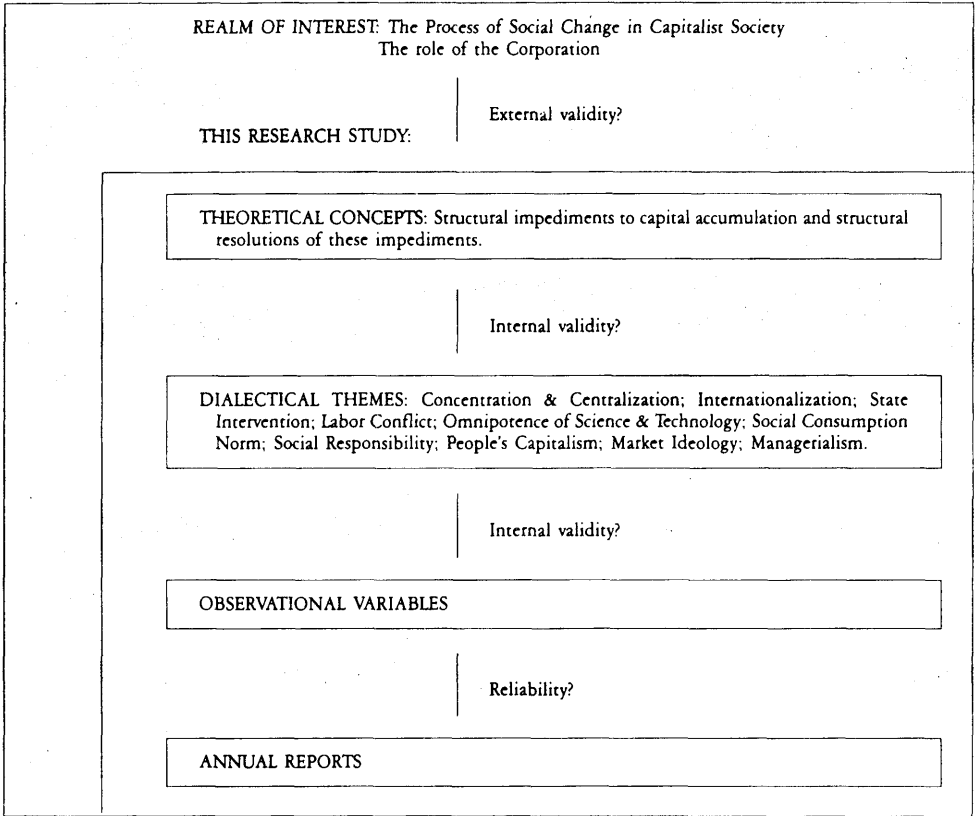 REALM OF INTEREST: The Process of Social Change in Capitalist Society
The role of the Corporation
External validity?
THIS RESEARCH STUDY:
THEORETICAL CONCEPTS: Structural impediments to capital accumulation and structural
resolutions of these impediments.
Internal validity?
DIALECTICAL THEMES: Concentration & Centralization; Internationalization; State
Intervention; Labor Conflict; Omnipotence of Science & Technology; Social Consumption
Norm; Social Responsibility; People's Capitalism; Market Ideology; Managerialism.
Internal validity?
OBSERVATIONAL VARIABLES
Reliability?
ANNUAL REPORTS